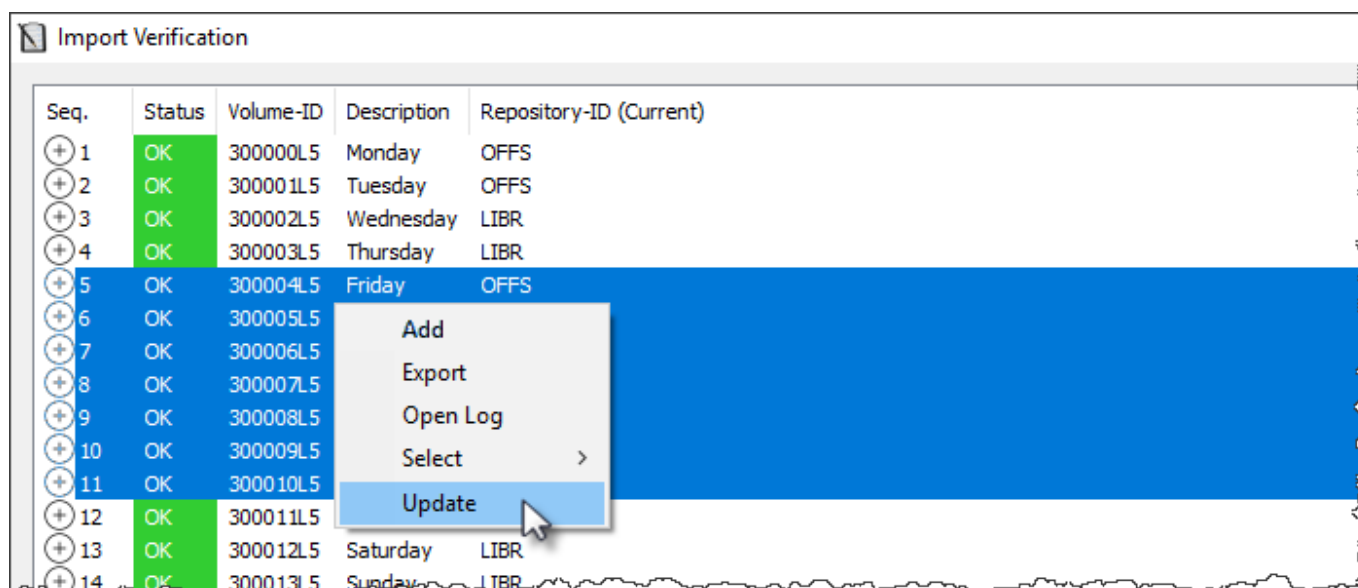 Import Verification
Seq. Status Volume-ID Description Repository-ID (Current)
1 OK 300000L5 Monday OFFS
2 OK 300001L5 Tuesday OFFS
3 OK 300002L5 Wednesday LIBR
4 OK 300003L5 Thursday LIBR
5 OK 300004L5 Friday OFFS
6 OK 300005L5
Add
7 OK 300006L5
Export
8 OK 300007L5
9 OK 300008L5
Open Log
10 OK 300009L5
Select >
11 OK 300010L5
Update
12 OK 300011L5
13 OK 300012L5 Saturday LIBR
14 OK 300013L5 Sunday LIBR